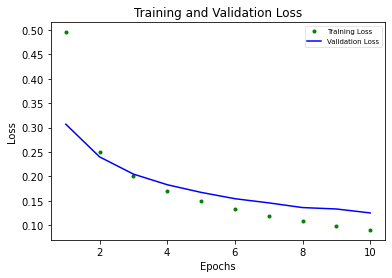 Training and Validation Loss
Training Loss
Validation Loss
0.50
0.45
0.40
0.35
0.30
0.25
0.20
0.15
0.10
Loss
2 4 6 8 10
Epochs